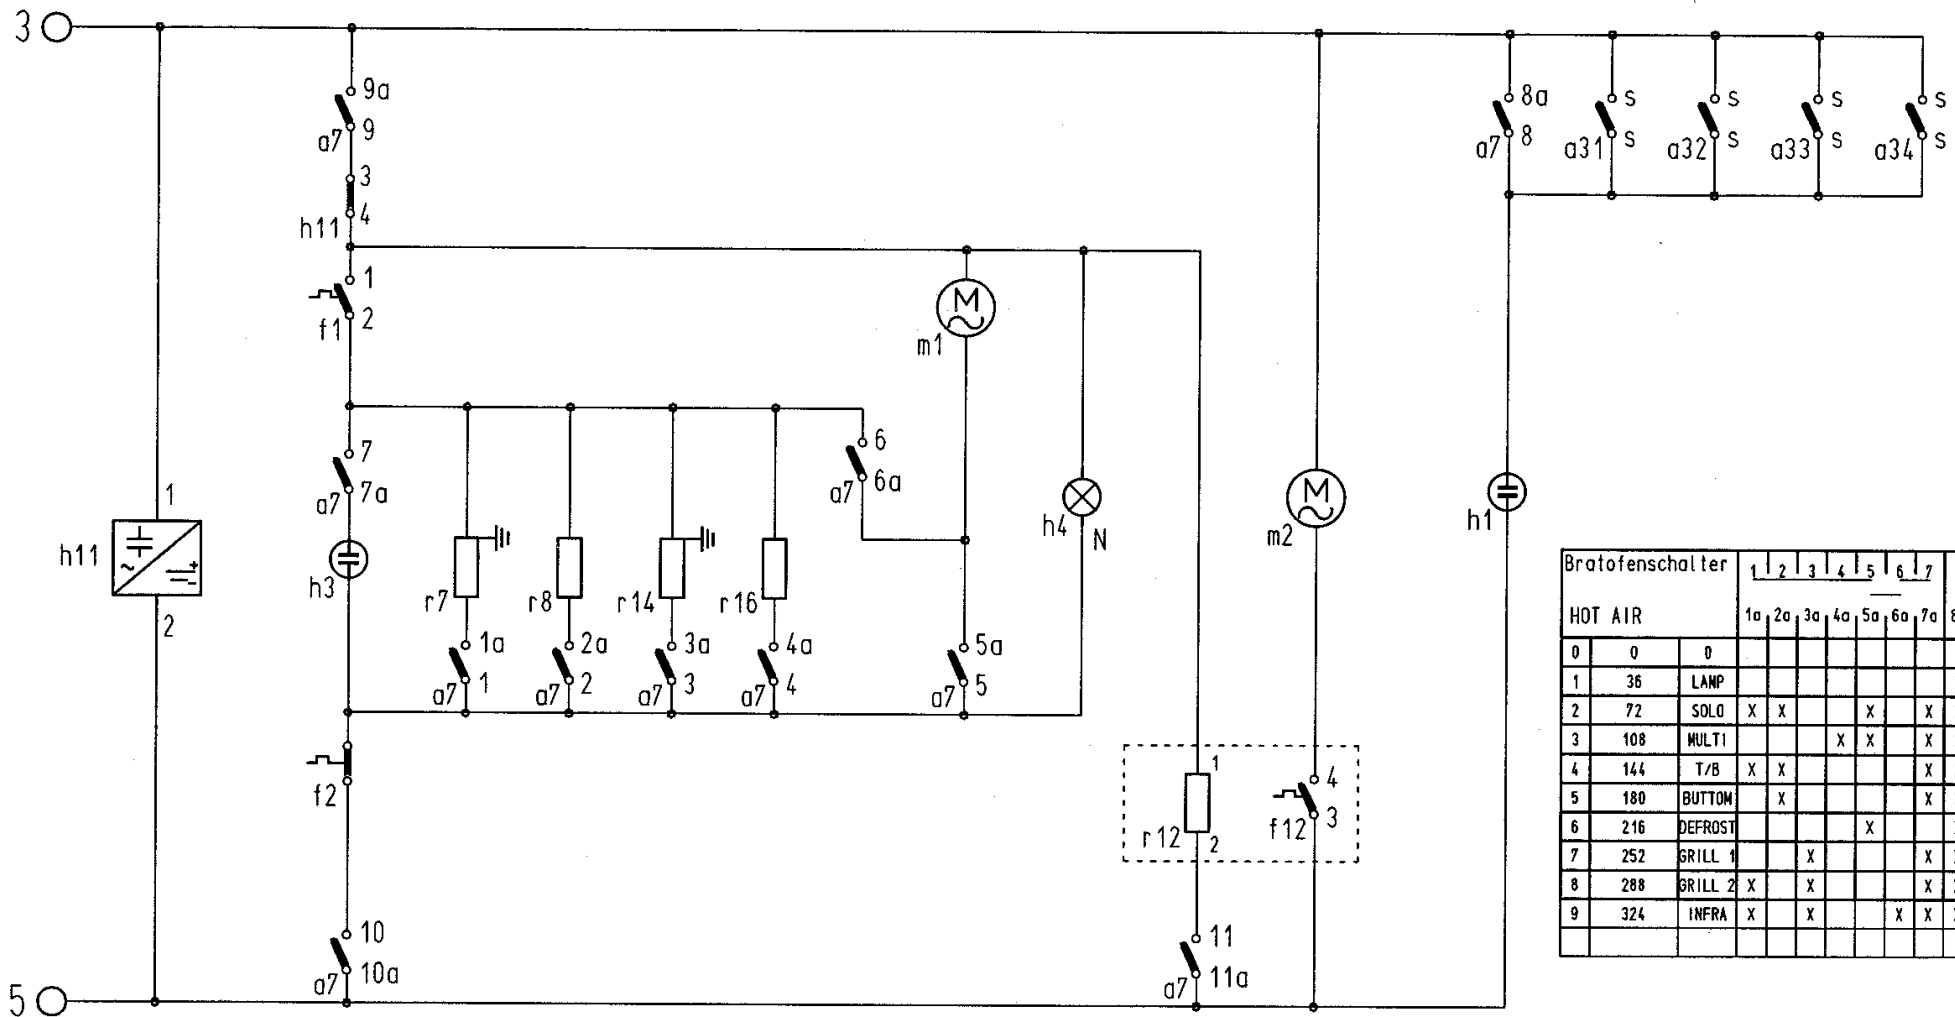 3
9a
9
a7
3
4
h11
1
2
f1
7
7a
a7
h3
r7
1a
a7 1
r8
2a
a7 2
r14
3a
a7 3
r16
4a
a7 4
6
6a
a7
M
m1
5a
5
a7
h4 N
M
m2
8a
8
a7
s
s
a31
s
s
a32
s
s
a33
s
s
a34
h1
1
h11
2
f2
10
10a
a7
1
r12
2
4
f12 3
11
11a
a7
5
Bratofenschalter 1 2 3 4 5 6 7
HOT AIR 1a 2a 3a 4a 5a 6a 7a 8
0 0 0
1 36 LAMP
2 72 SOLO X X X X
3 108 MULTI X X X
4 144 T/B X X X
5 180 BUTTOM X X
6 216 DEFROST X
7 252 GRILL 1 X X
8 288 GRILL 2 X X X
9 324 INFRA X X X X